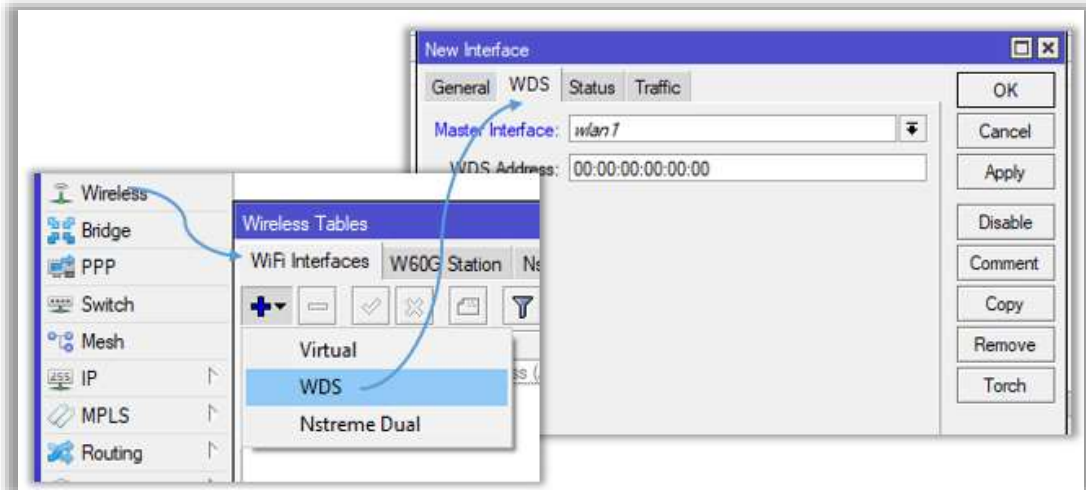 New Interface
General WDS Status Traffic
Master Interface: wlan1
WDS Address: 00:00:00:00:00:00
OK
Cancel
Apply
Disable
Comment
Copy
Remove
Torch
Wireless
Bridge
PPP
Switch
Mesh
IP
MPLS
Routing
Wireless Tables
WiFi Interfaces W60G Station
Virtual
WDS
Nstreme Dual